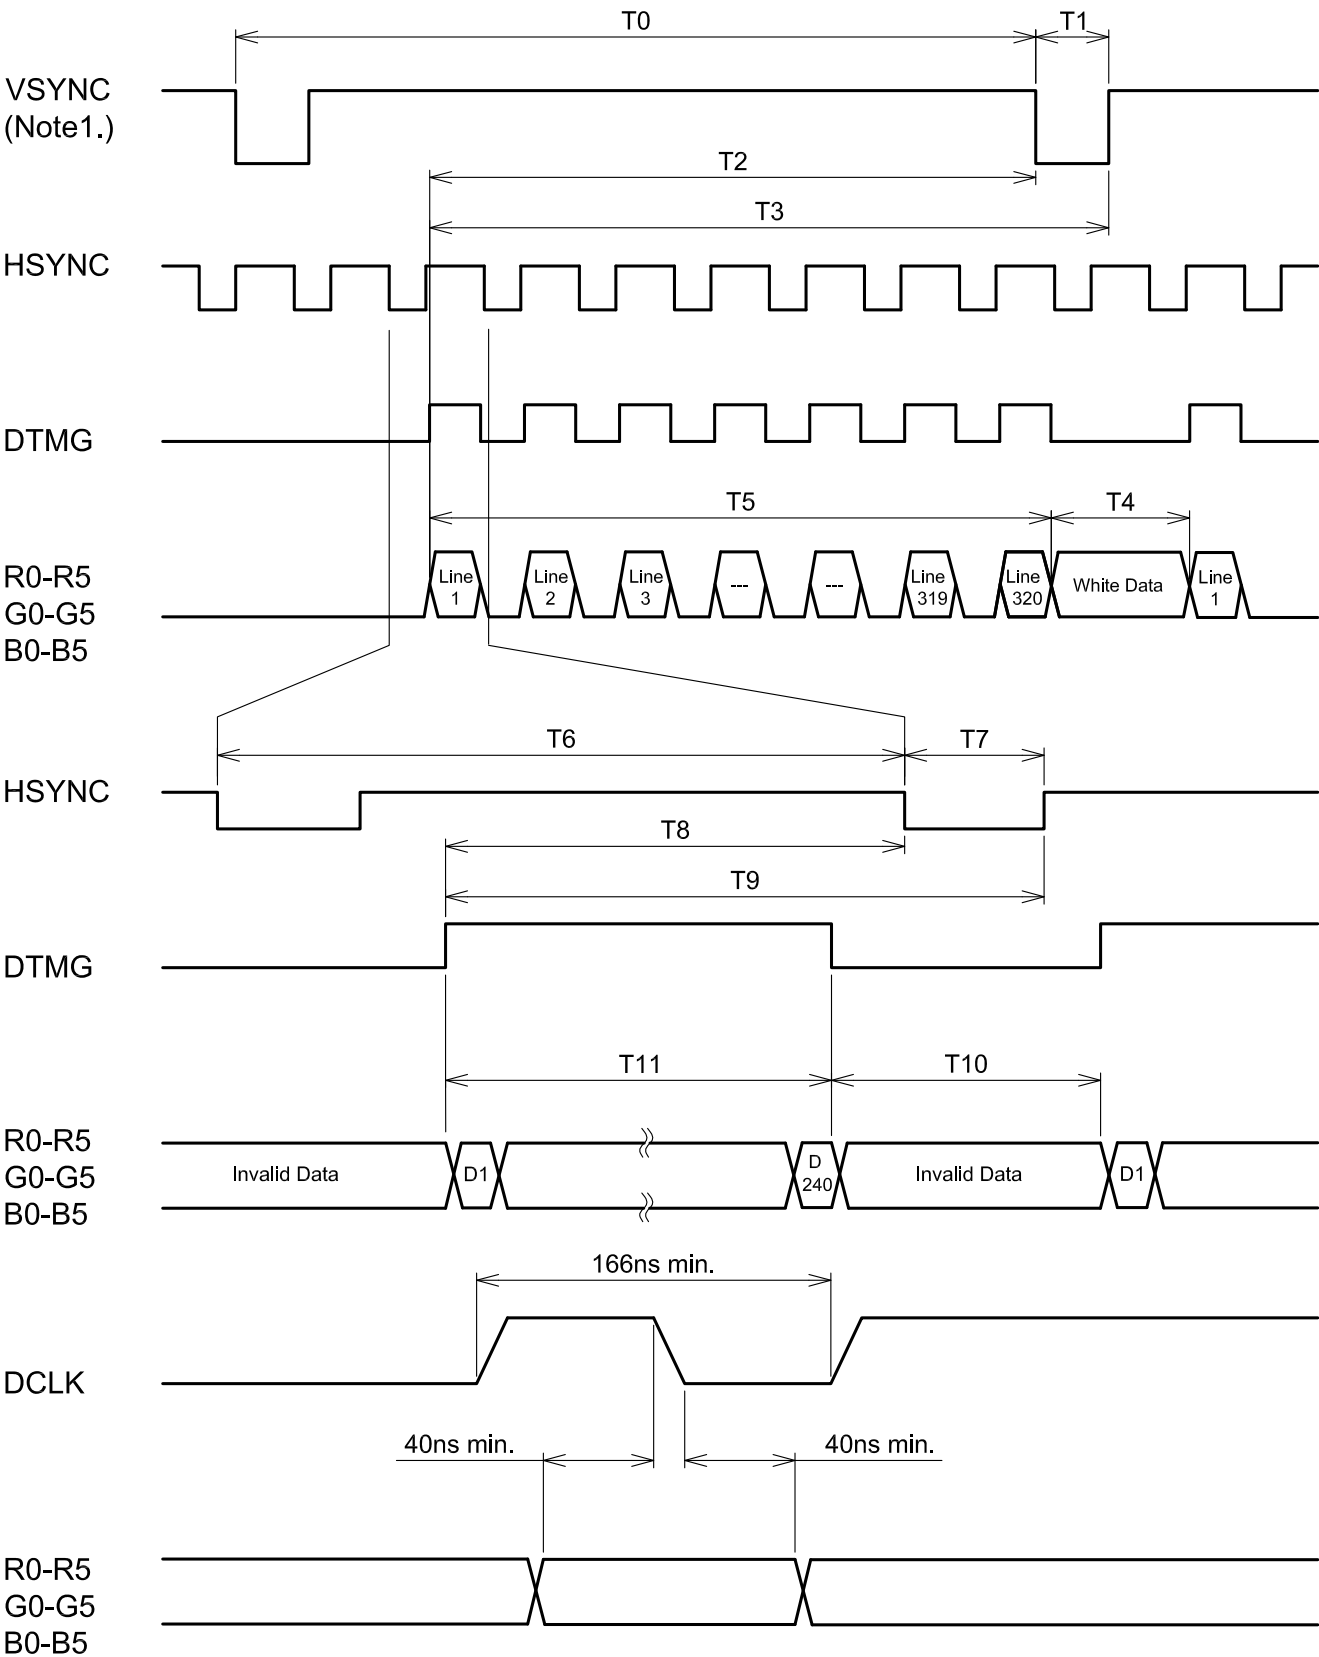 T0
T1
VSYNC
(Note1.)
T2
T3
HSYNC
DTMG
T5
T4
R0-R5
G0-G5
B0-B5
Line
1
Line
2
Line
3
---
---
Line
319
Line
320
White Data
Line
1
T6
T7
HSYNC
T8
T9
DTMG
T11
T10
R0-R5
G0-G5
B0-B5
Invalid Data
D1
D
240
Invalid Data
D1
166ns min.
DCLK
40ns min.
40ns min.
R0-R5
G0-G5
B0-B5